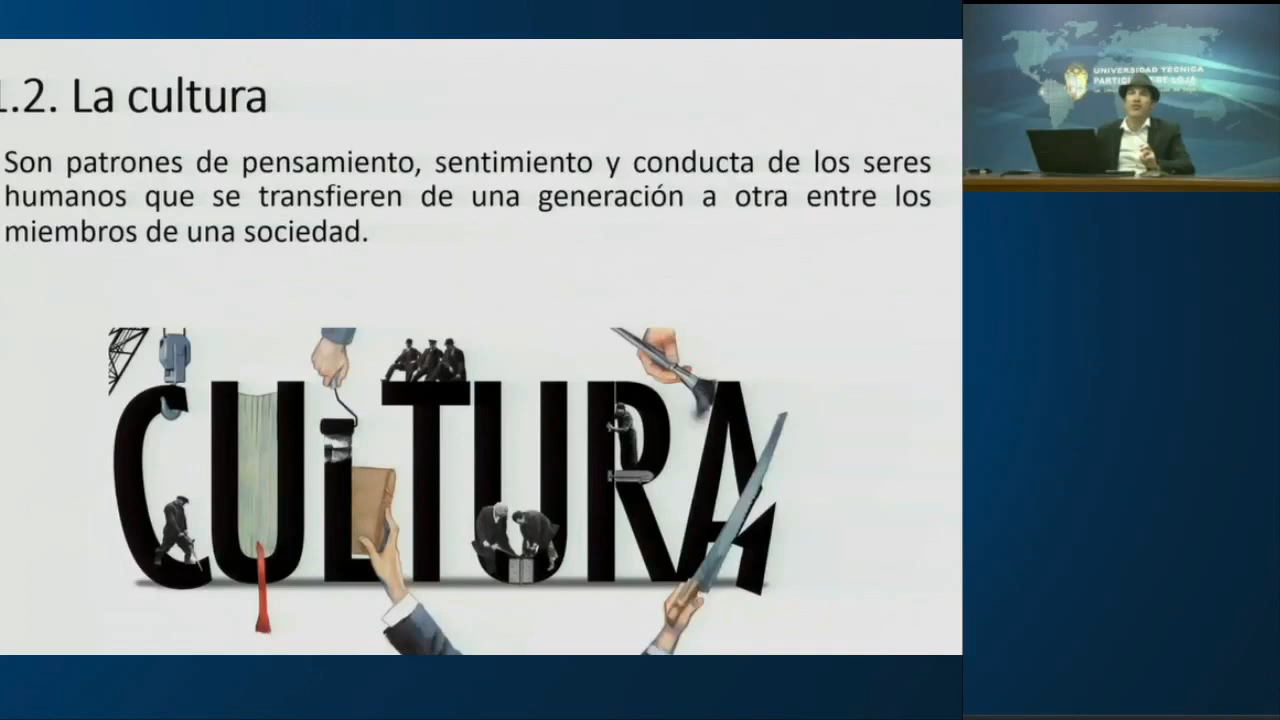 1.2. La cultura
Son patrones de pensamiento, sentimiento y conducta de los seres
humanos que se transfieren de una generación a otra entre los
miembros de una sociedad.
CULTURA
UNIVERSIDAD TÉCNICA
PARTIC DE LOJA